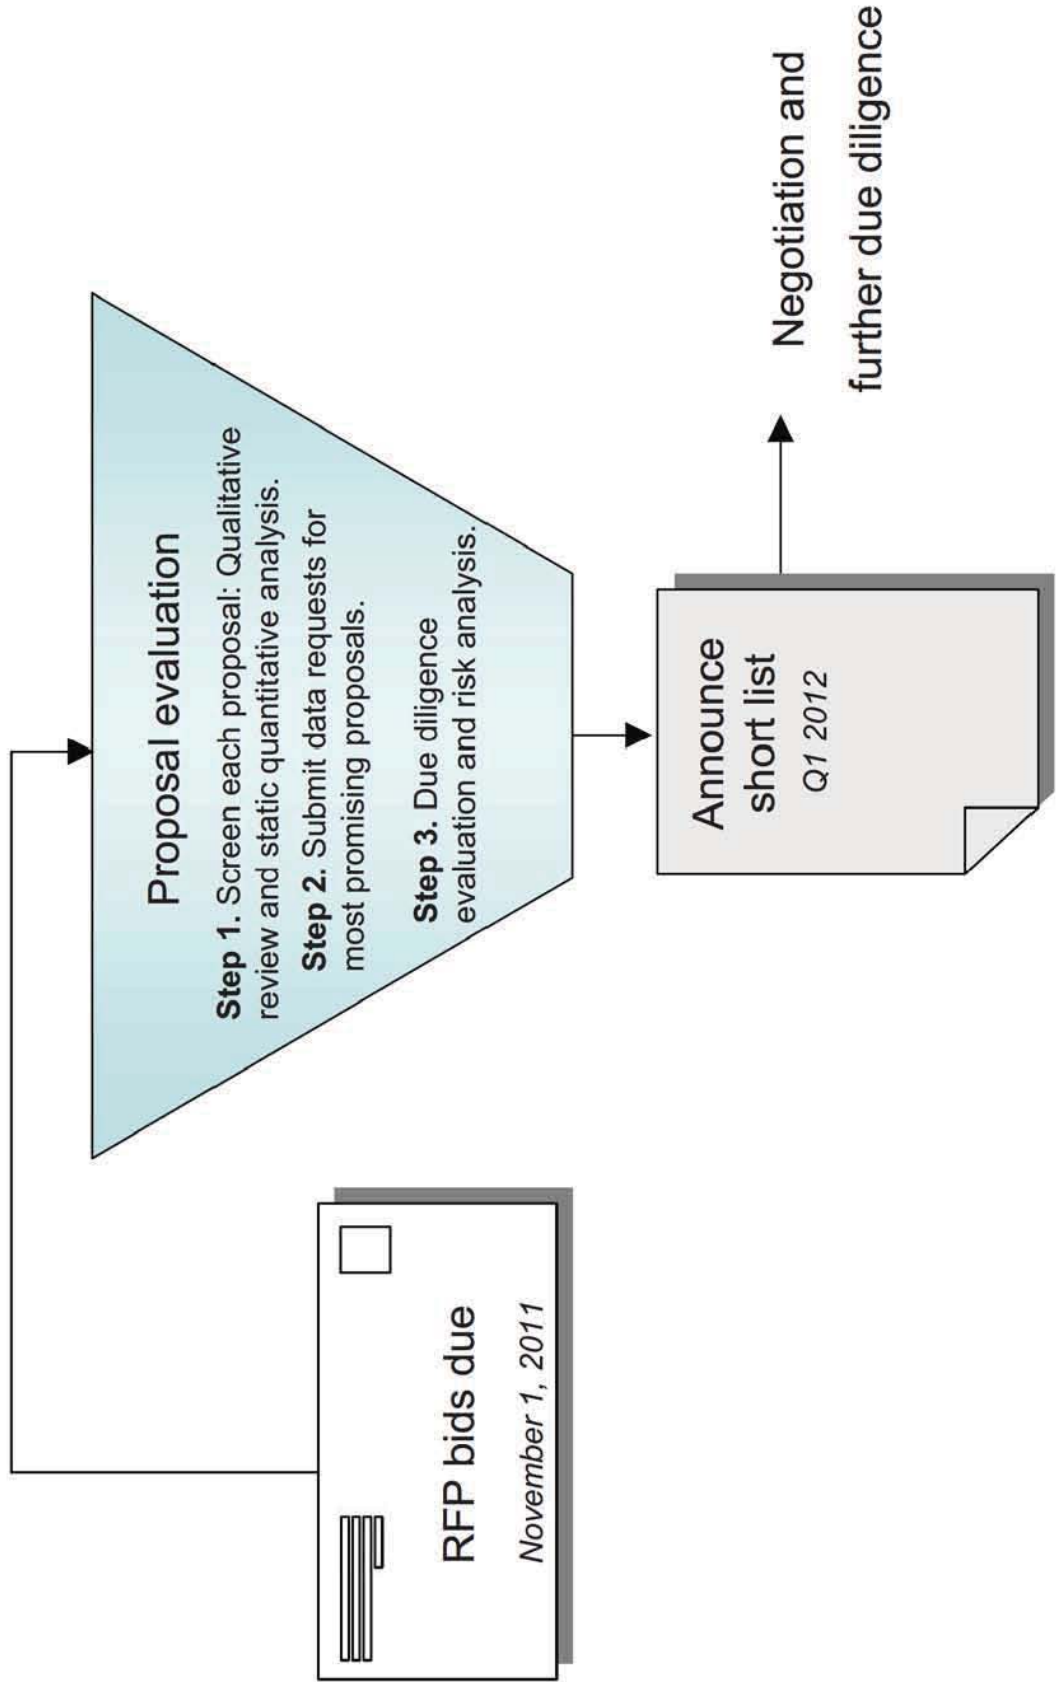 RFP bids due
November 1, 2011
Proposal evaluation
Step 1. Screen each proposal: Qualitative
review and static quantitative analysis.
Step 2. Submit data requests for
most promising proposals.
Step 3. Due diligence
evaluation and risk analysis.
Announce
short list
Q1 2012
Negotiation and
further due diligence